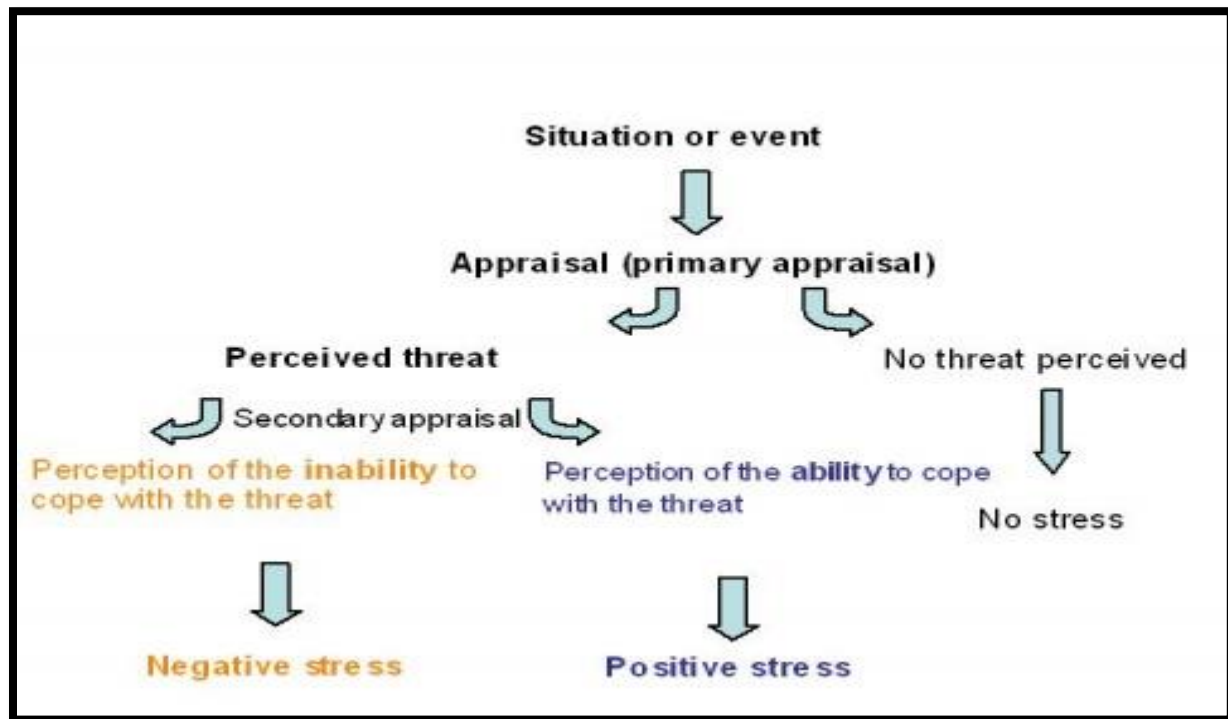 Situation or event
Appraisal (primary appraisal)
Perceived threat
No threat perceived
Secondary appraisal
Perception of the inability to
cope with the threat
Perception of the ability to cope
with the threat
No stress
Negative stress
Positive stress